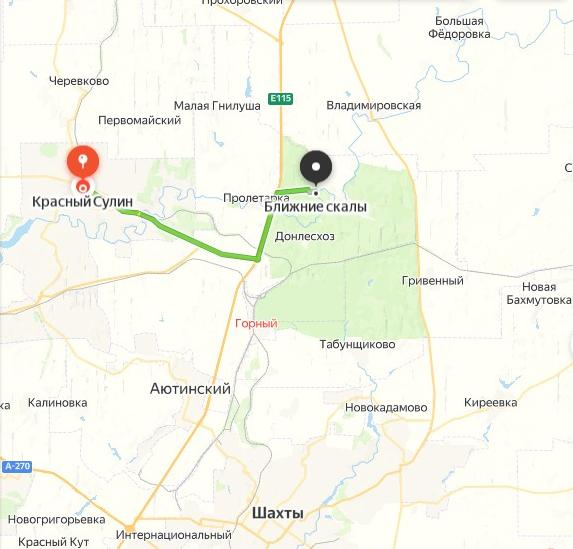 Прохоровский
Большая
Фёдоровка
Черевково
E115
Малая Гнилуша
Владимировская
Первомайский
Красный Сулин
Пролетарка
Ближние скалы
Донлесхоз
Гривенный
Новая
Бахмутовка
Горный
Табунщиково
Аютинский
ка
Калиновка
Новокадамово
Киреевка
А-270
Шахты
Новогригорьевка
Интернациональный
Красный Кут